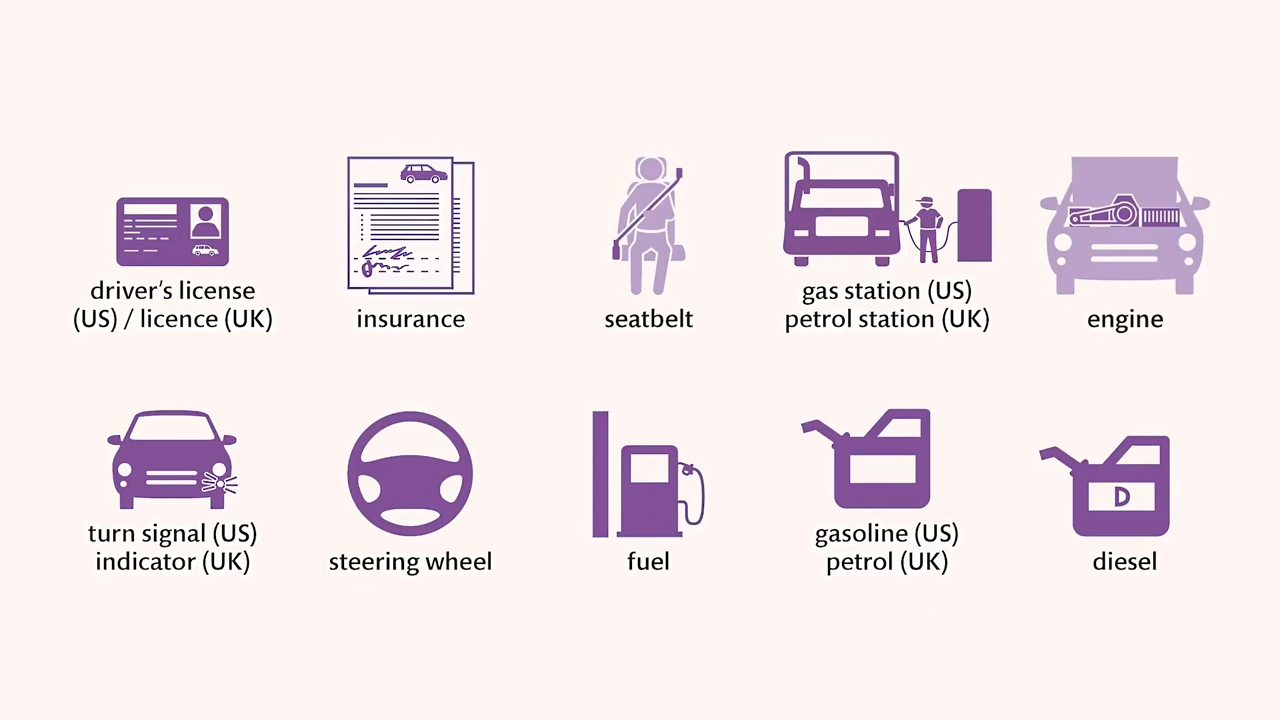 driver's license
(US) / licence (UK)
insurance
seatbelt
gas station (US)
petrol station (UK)
engine
turn signal (US)
indicator (UK)
steering wheel
fuel
gasoline (US)
petrol (UK)
D
diesel